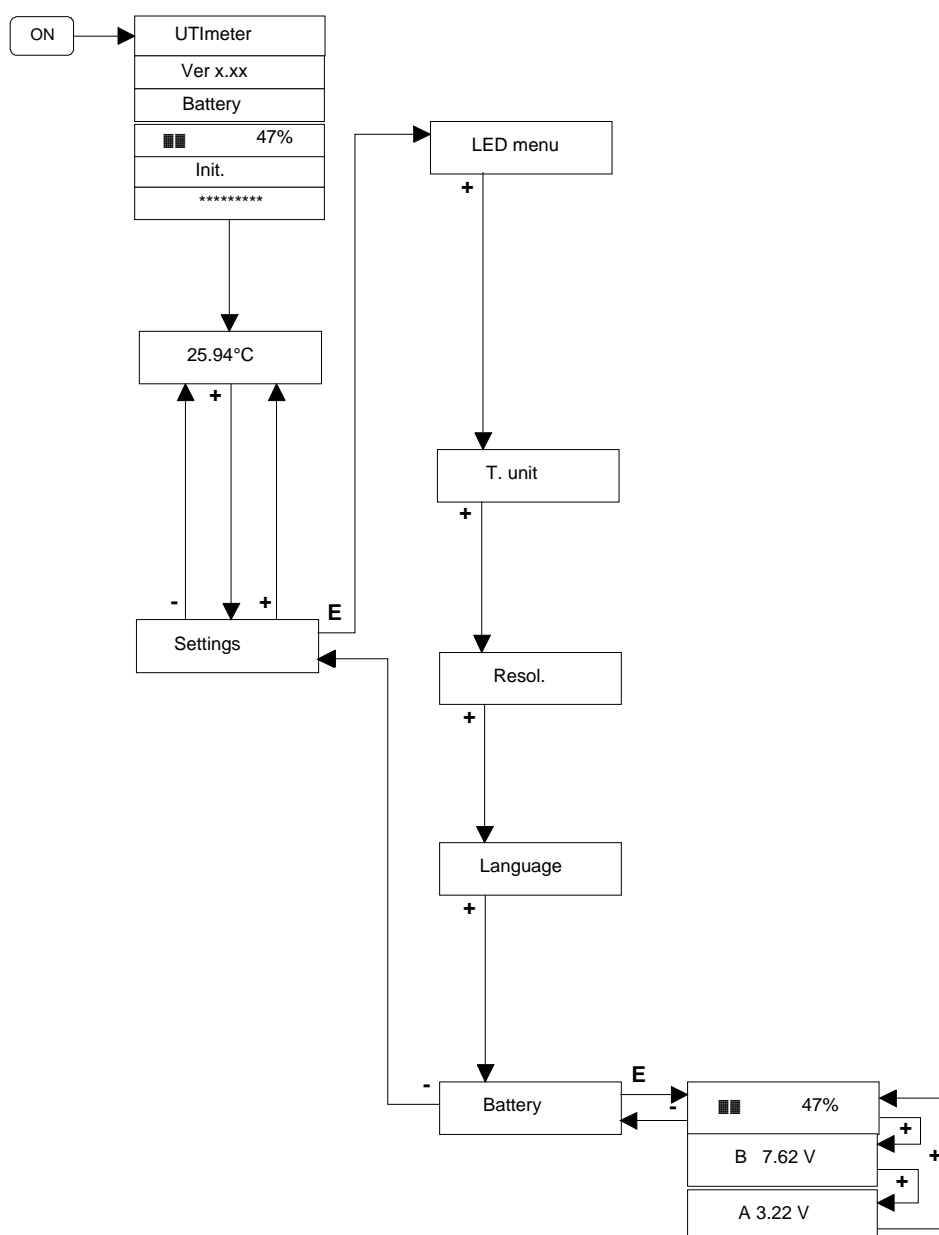 ON
UTImeter
Ver x.xx
Battery
47%
Init.
*********
LED menu
+
25.94°C
+
T. unit
+
-
+
E
Settings
Resol.
+
Language
+
-
Battery
E
-
47%
+
B 7.62 V
+
+
A 3.22 V